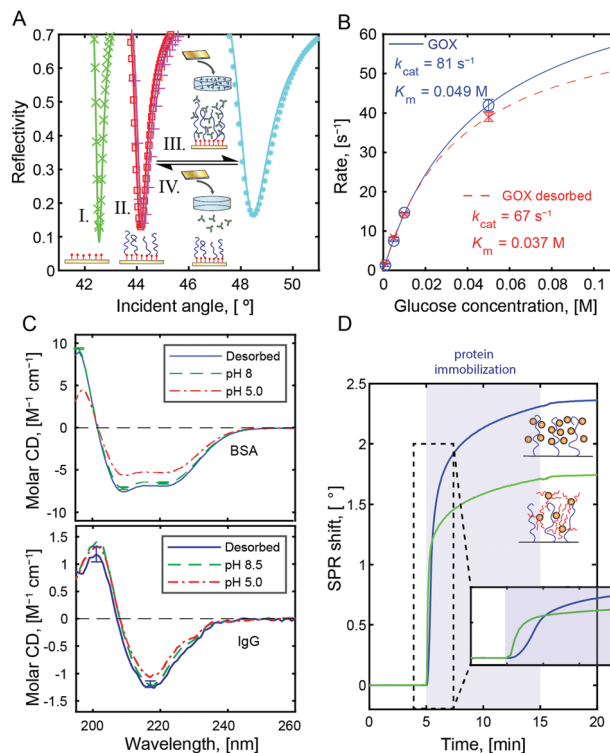 A
0.7
0.6
0.5
0.4
0.3
0.2
0.1
0
Reflectivity
I.
II.
III.
IV.
42 44 46 48 50
Incident angle, [ º]
B
60
50
40
30
20
10
0
Rate, [s⁻¹]
GOX
kcat = 81 s⁻¹
Km = 0.049 M
GOX desorbed
kcat = 67 s⁻¹
Km = 0.037 M
0 0.02 0.04 0.06 0.08 0.1
Glucose concentration, [M]
C
10
5
0
-5
-10
Molar CD, [M⁻¹ cm⁻¹]
Desorbed
pH 8
pH 5.0
BSA
1.5
1
0.5
0
-0.5
-1
-1.5
Molar CD, [M⁻¹ cm⁻¹]
Desorbed
pH 8.5
pH 5.0
IgG
200 220 240 260
Wavelength, [nm]
D
protein
immobilization
2.5
2
1.5
1
0.5
0
SPR shift, [°]
0 5 10 15 20
Time, [min]